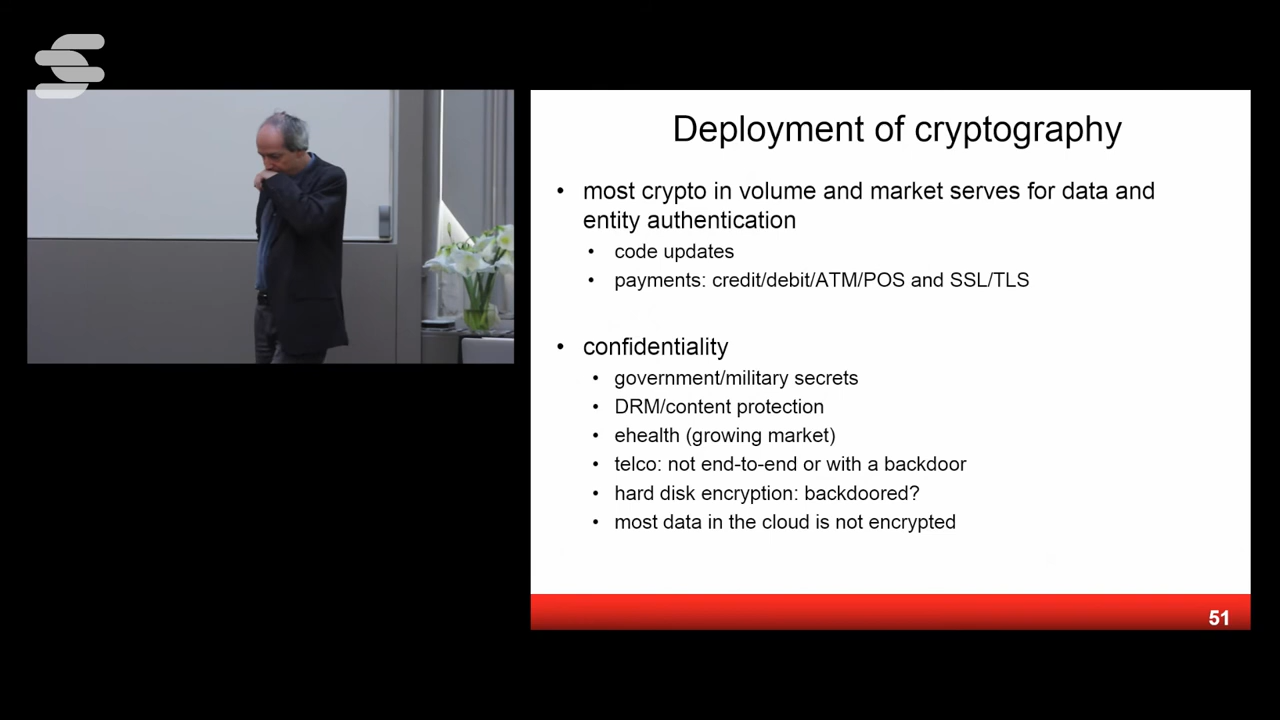 Deployment of cryptography
• most crypto in volume and market serves for data and
entity authentication
• code updates
• payments: credit/debit/ATM/POS and SSL/TLS
• confidentiality
• government/military secrets
• DRM/content protection
• ehealth (growing market)
• telco: not end-to-end or with a backdoor
• hard disk encryption: backdoored?
• most data in the cloud is not encrypted
51